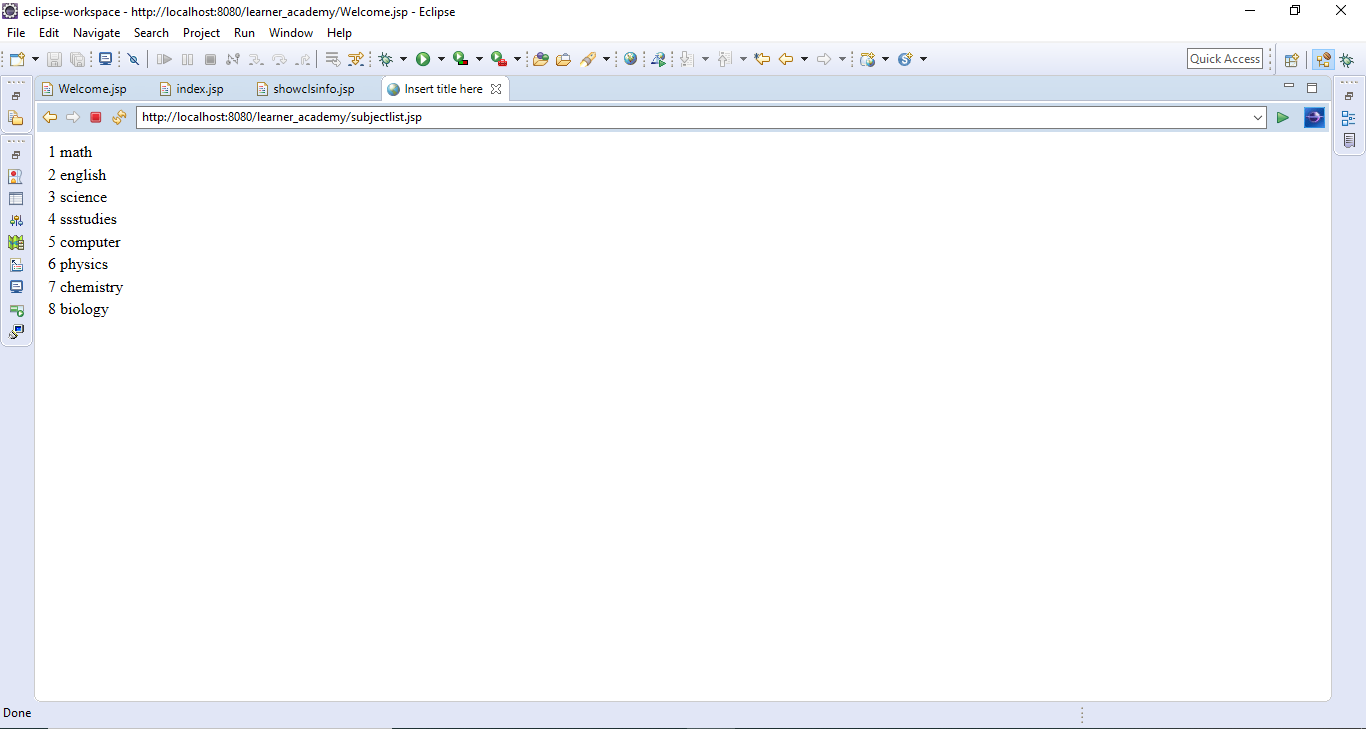 eclipse-workspace - http://localhost:8080/learner_academy/Welcome.jsp - Eclipse
File Edit Navigate Search Project Run Window Help
Quick Access
Welcome.jsp index.jsp showclsinfo.jsp Insert title here
http://localhost:8080/learner_academy/subjectlist.jsp
1 math
2 english
3 science
4 ssstudies
5 computer
6 physics
7 chemistry
8 biology
Done